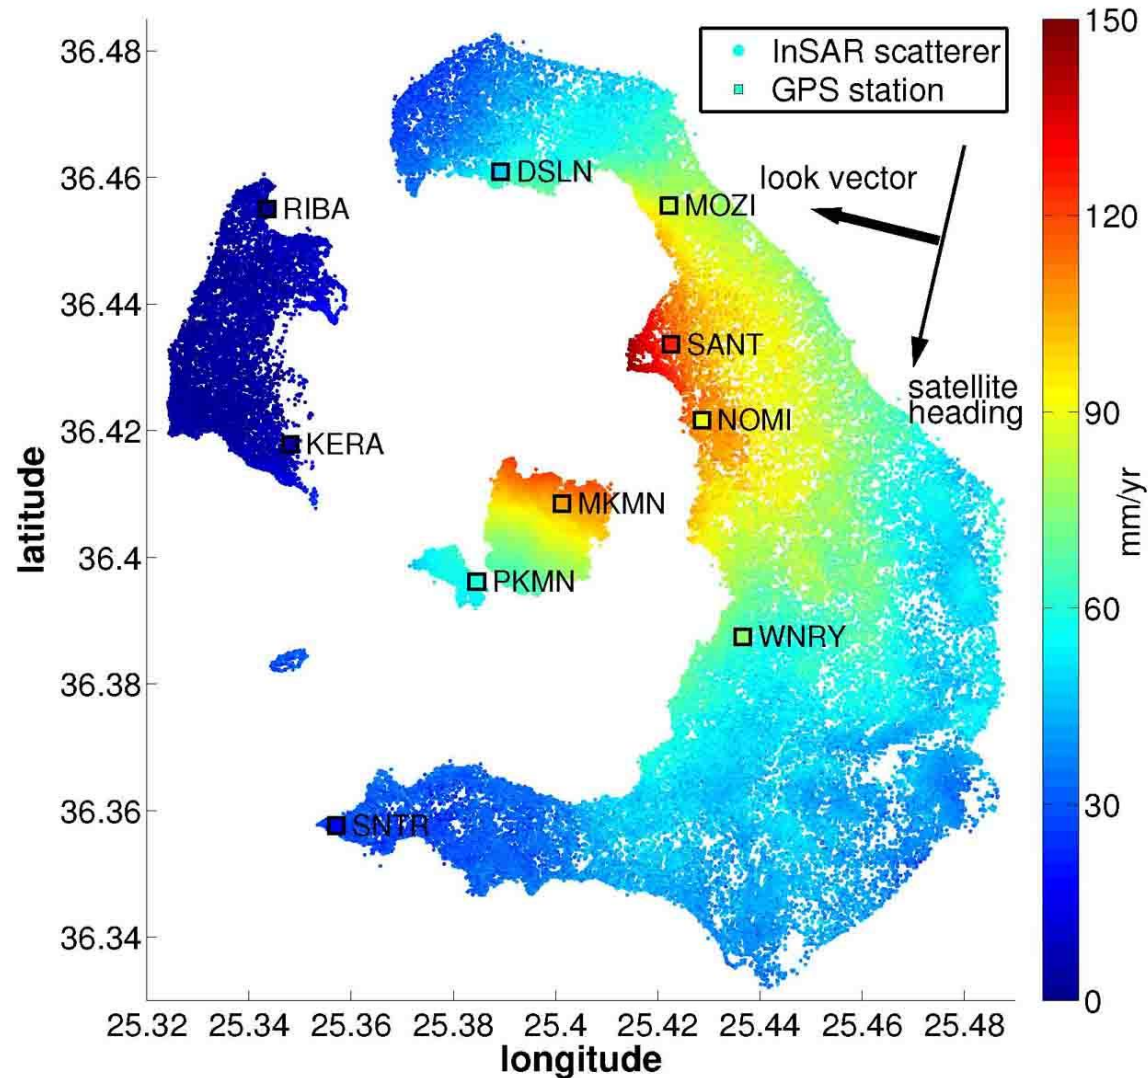 InSAR scatterer
GPS station
look vector
satellite
heading
DSLN
MOZI
RIBA
SANT
NOMI
KERA
MKMN
PKMN
WNRY
SNTR
latitude
36.48
36.46
36.44
36.42
36.4
36.38
36.36
36.34
25.32 25.34 25.36 25.38 25.4 25.42 25.44 25.46 25.48
longitude
150
120
90
60
30
0
mm/yr